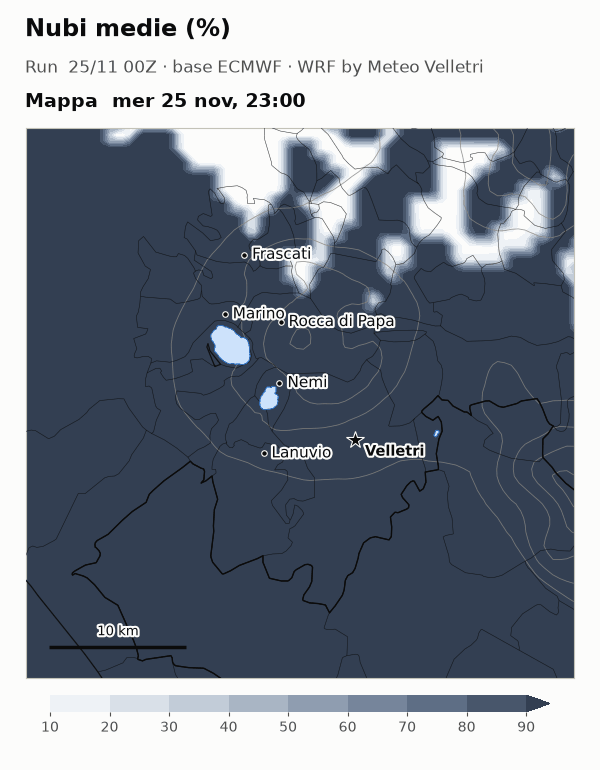 Nubi medie (%)
Run  25/11 00Z · base ECMWF · WRF by Meteo Velletri
Mappa  mer 25 nov, 23:00
Frascati
Marino
Rocca di Papa
Nemi
Velletri
Lanuvio
10 km
10 20 30 40 50 60 70 80 90